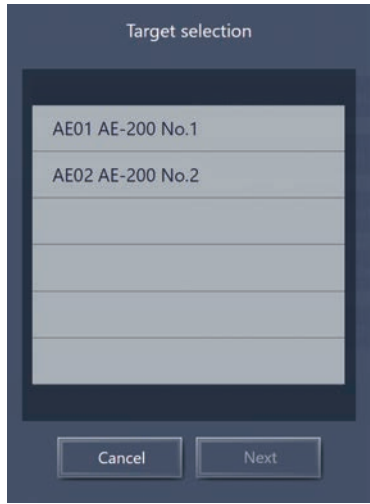 Target selection
AE01 AE-200 No.1
AE02 AE-200 No.2
Cancel
Next